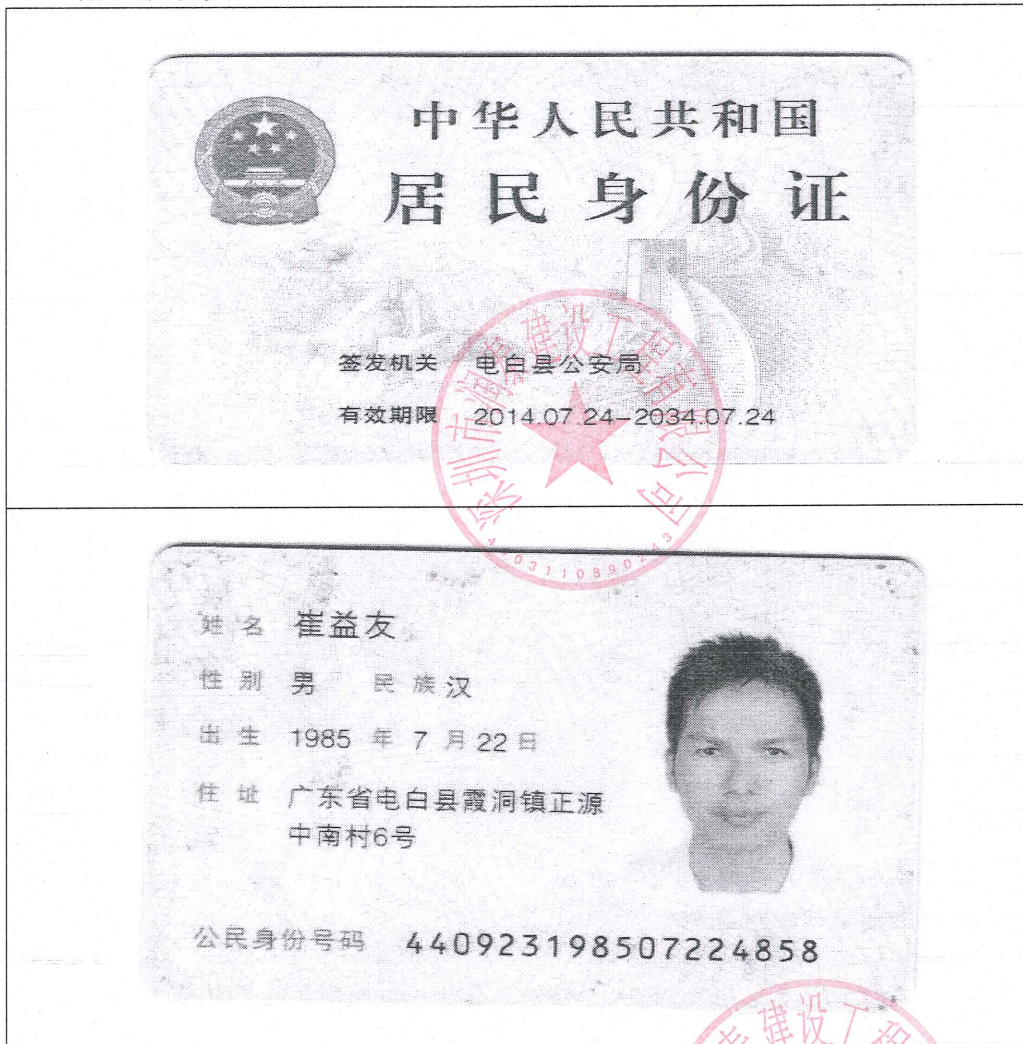 中华人民共和国
居民身份证
签发机关 电白县公安局
有效期限 2014.07.24-2034.07.24
姓名 崔益友
性别 男 民族 汉
出生 1985 年 7 月 22 日
住址 广东省电白县霞洞镇正源
中南村6号
公民身份号码 440923198507224858
建设工程